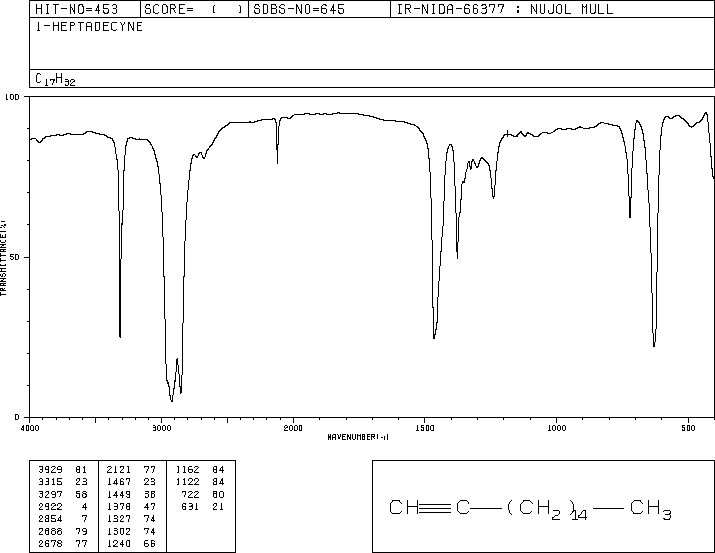 HIT-NO=453 SCORE= ( ) SDBS-NO=645 IR-NIDA-66377 : NUJOL MULL
1-HEPTADECYNE
C17H32
100
50
0
TRANSMITTANCE(%)
4000 3000 2000 1500 1000 500
WAVENUMBER(-1)
3929 81 2121 77 1162 84
3315 23 1467 23 1122 84
3297 58 1449 36 722 60
2922 4 1378 47 631 21
2854 7 1327 74
2688 79 1302 74
2678 77 1240 66
CH≡C—(CH2)14—CH3